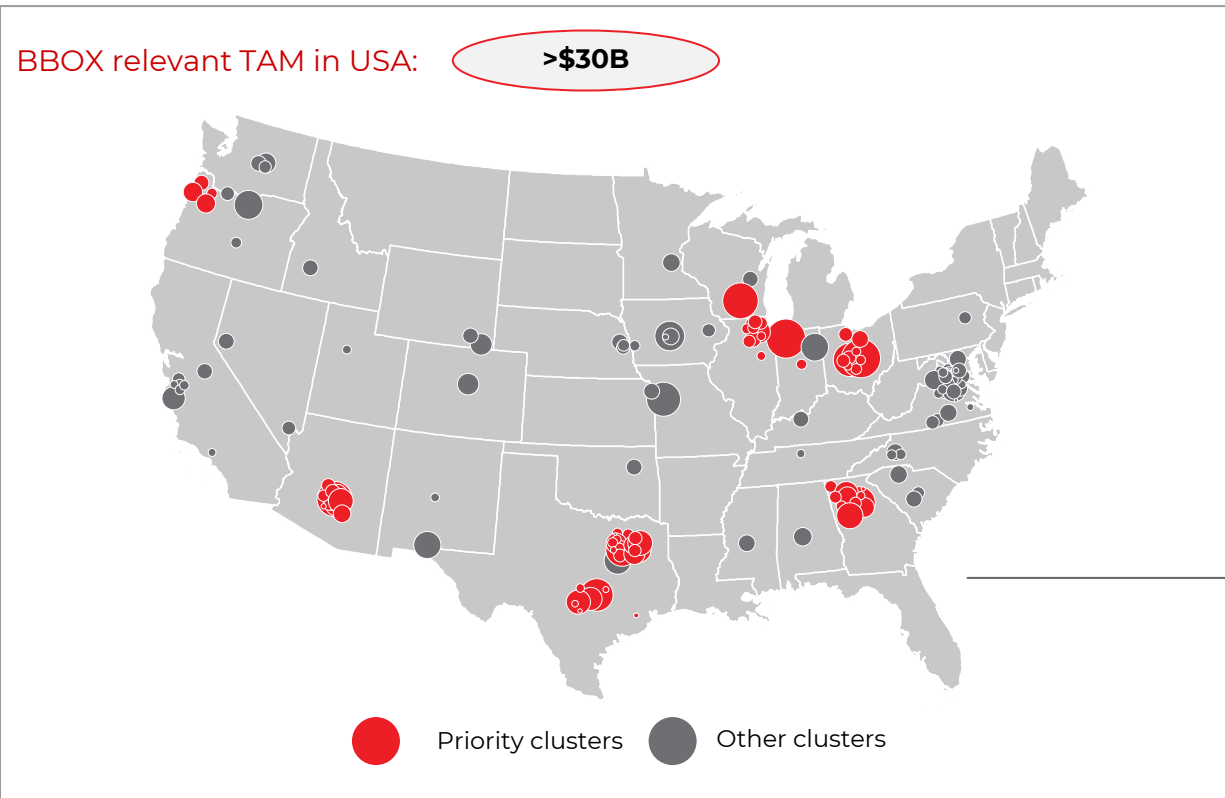 BBOX relevant TAM in USA:
>$30B
Priority clusters
Other clusters